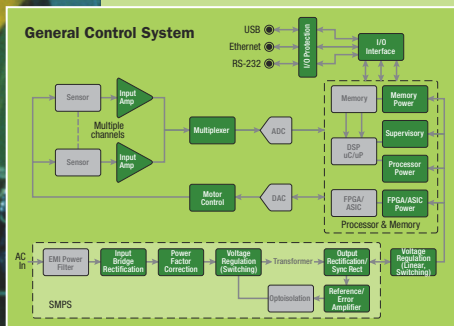 General Control System
USB
Ethernet
RS-232
I/O Protection
I/O
Interface
Sensor
Input
Amp
Multiple
channels
Sensor
Input
Amp
Multiplexer
ADC
Motor
Control
DAC
Memory
Memory
Power
DSP
uC/uP
Supervisory
Processor
Power
FPGA/
ASIC
FPGA/ASIC
Power
Processor & Memory
AC
In
EMI Power
Filter
Input
Bridge
Rectification
Power
Factor
Correction
Voltage
Regulation
(Switching)
Transformer
Output
Rectification/
Sync Rect
Voltage
Regulation
(Linear,
Switching)
Optoisolation
Reference/
Error
Amplifier
SMPS